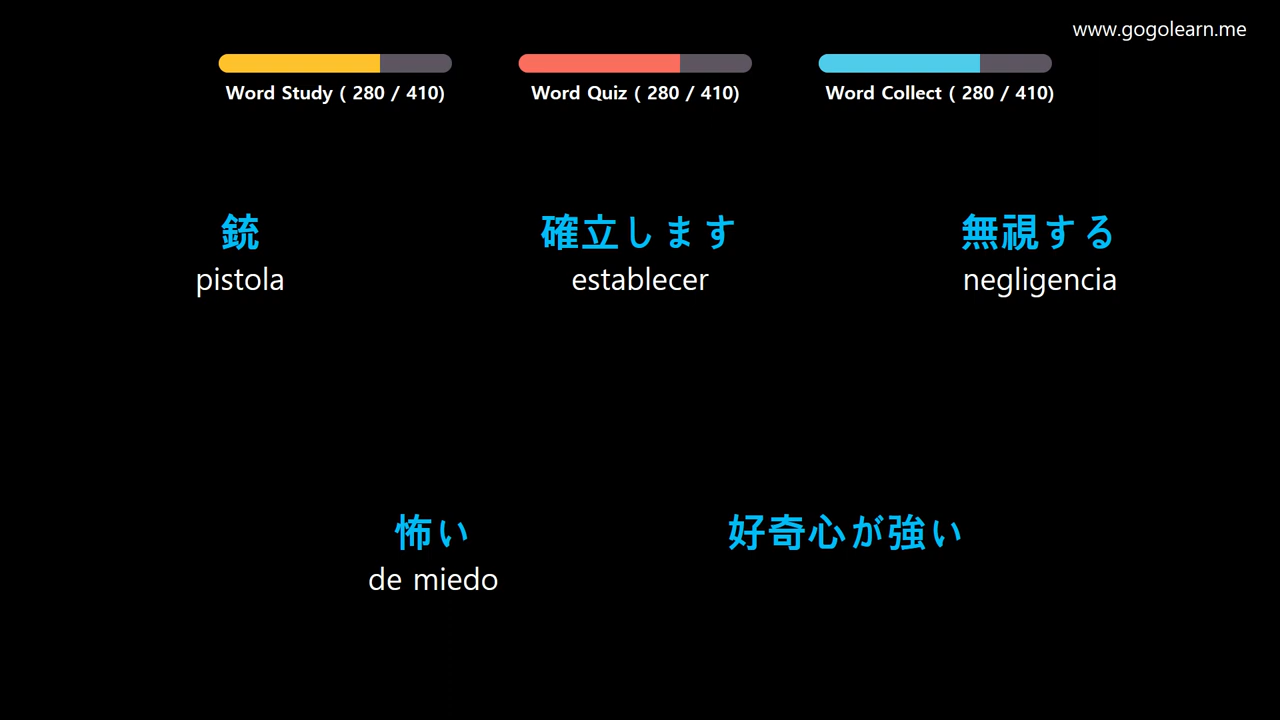 www.gogolearn.me
Word Study ( 280 / 410)
Word Quiz ( 280 / 410)
Word Collect ( 280 / 410)
銃
pistola
確立します
establecer
無視する
negligencia
怖い
de miedo
好奇心が強い